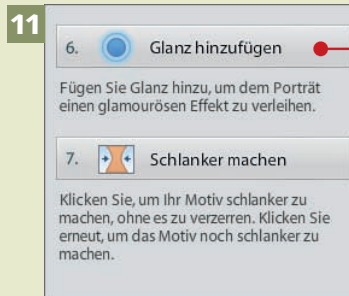 11
6. Glanz hinzufügen
Fügen Sie Glanz hinzu, um dem Porträt
einen glamourösen Effekt zu verleihen.
7. Schlanker machen
Klicken Sie, um Ihr Motiv schlanker zu
machen, ohne es zu verzerren. Klicken Sie
erneut, um das Motiv noch schlanker zu
machen.